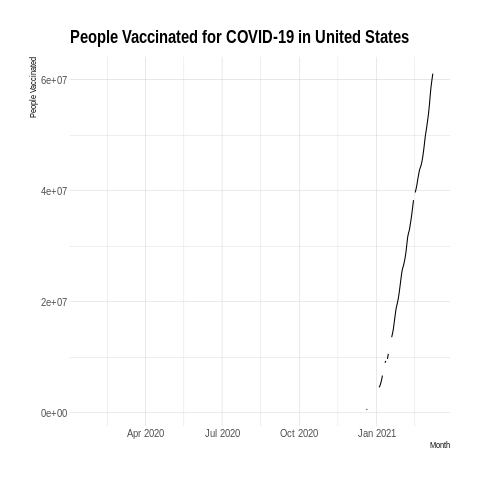 People Vaccinated for COVID-19 in United States
People Vaccinated
6e+07
4e+07
2e+07
0e+00
Apr 2020 Jul 2020 Oct 2020 Jan 2021
Month